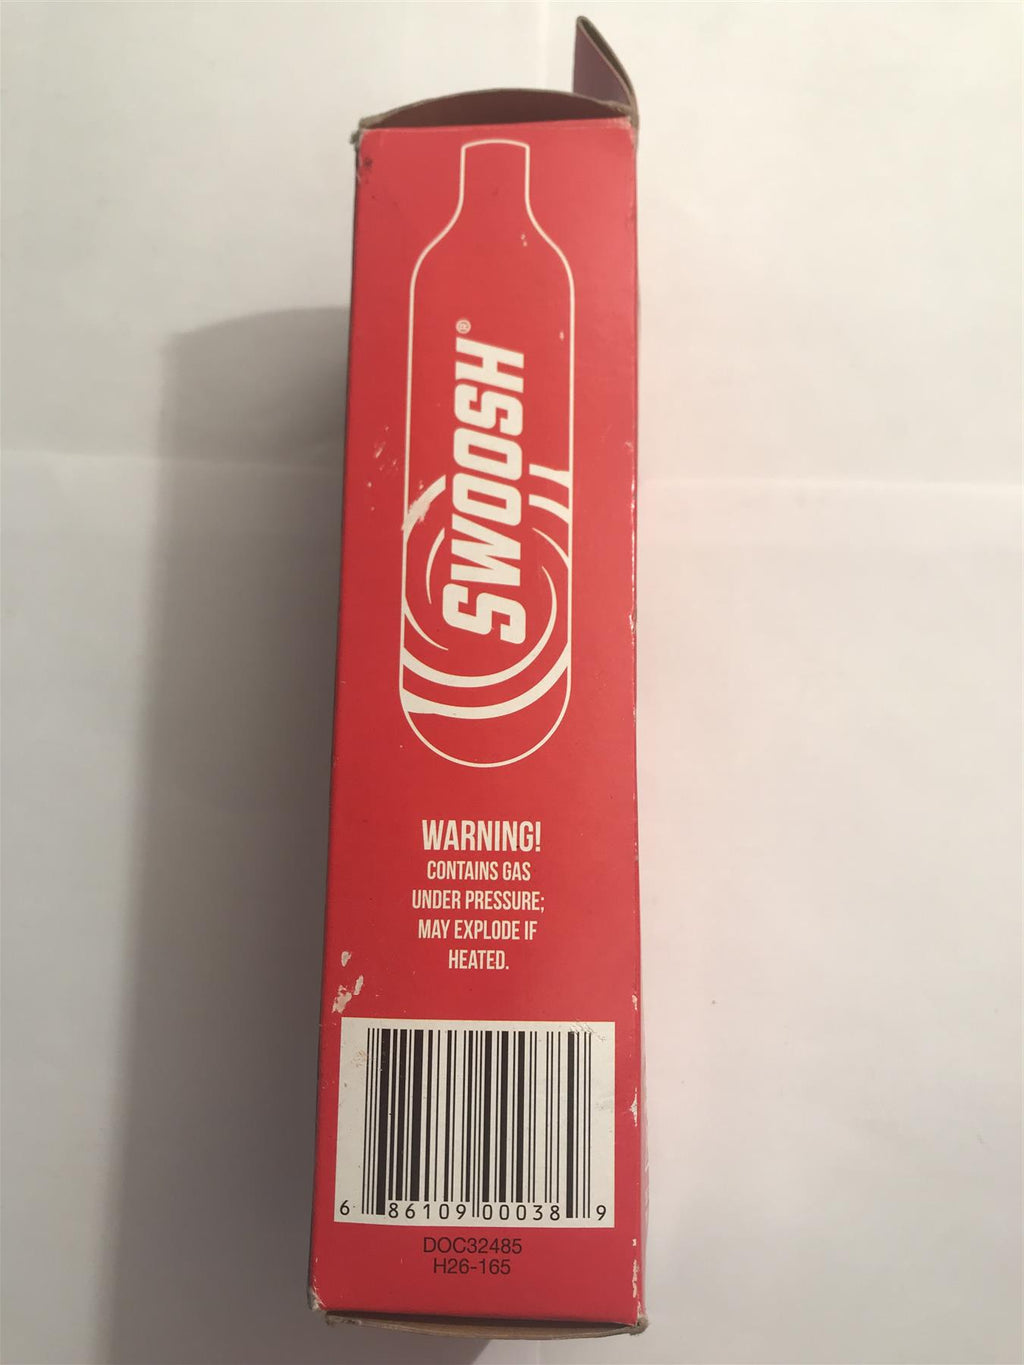 SWOOSH®
WARNING!
CONTAINS GAS
UNDER PRESSURE;
MAY EXPLODE IF
HEATED.
6 86109 00038 9
DOC32485
H26-165